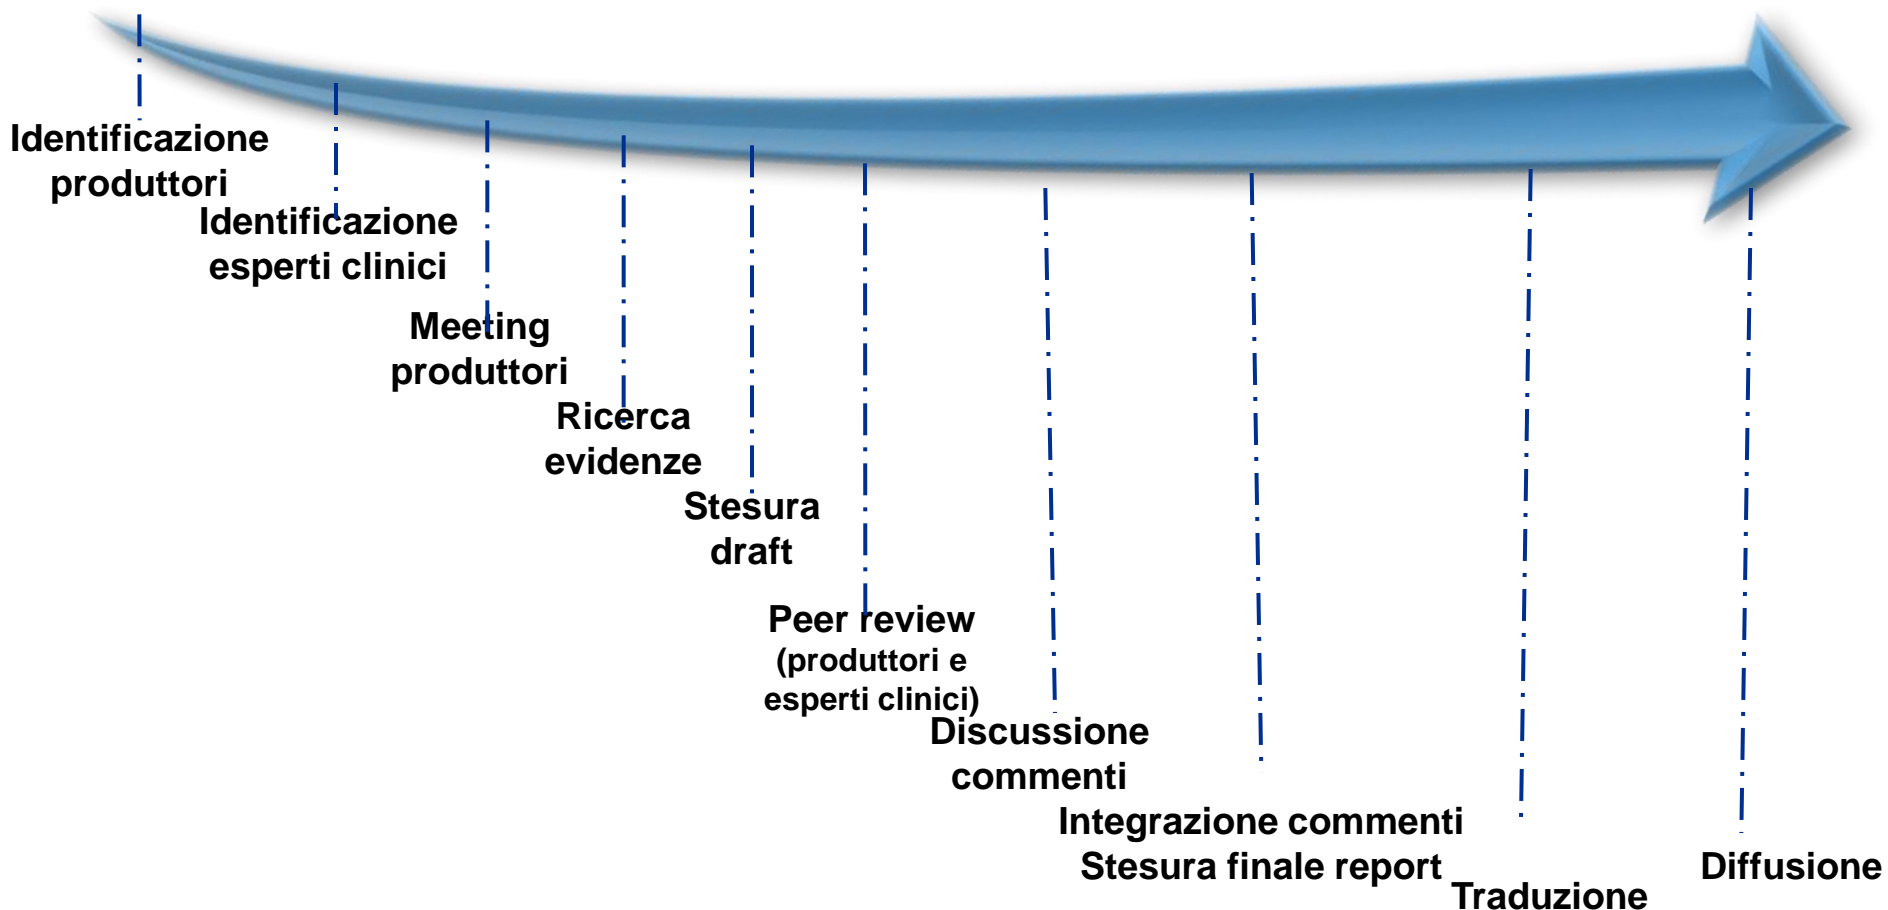 Identificazione
produttori
Identificazione
esperti clinici
Meeting
produttori
Ricerca
evidenze
Stesura
draft
Peer review
(produttori e
esperti clinici)
Discussione
commenti
Integrazione commenti
Stesura finale report
Traduzione
Diffusione